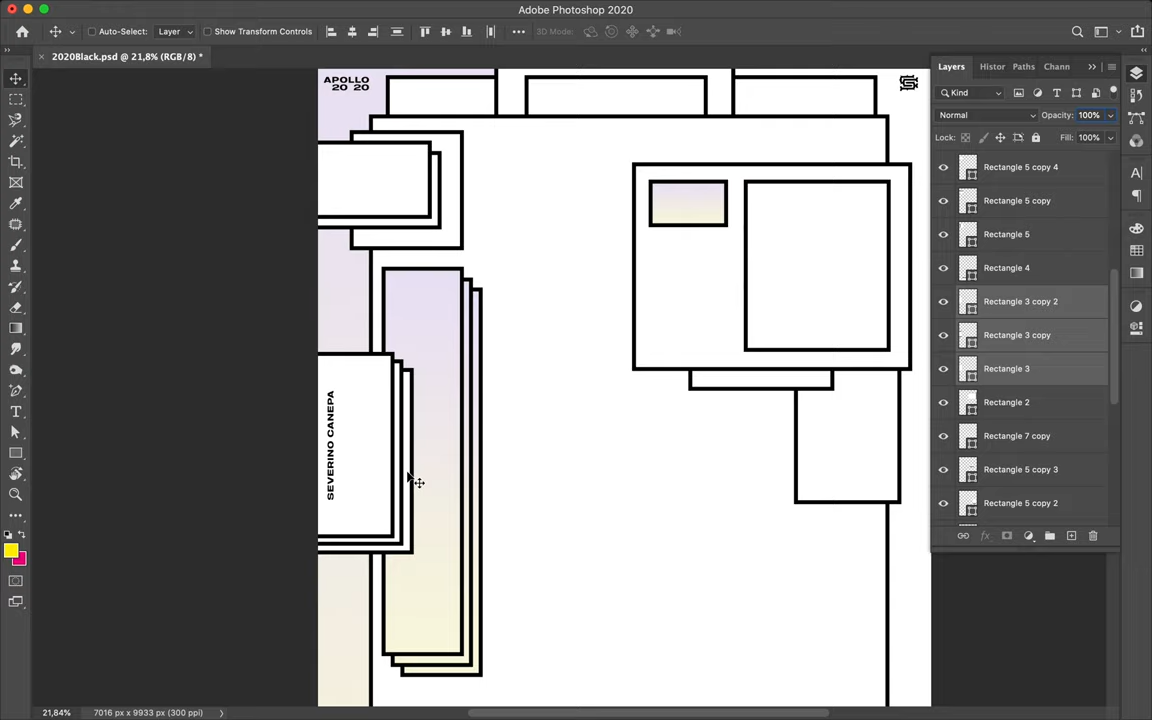 Adobe Photoshop 2020
Auto-Select:
Layer
Show Transform Controls
3D Mode:
2020Black.psd @ 21,8% (RGB/8) *
Layers
Histor
Paths
Chann
Kind
Normal
Opacity:
100%
Lock:
Fill:
100%
Rectangle 5 copy 4
Rectangle 5 copy
Rectangle 5
Rectangle 4
Rectangle 3 copy 2
Rectangle 3 copy
Rectangle 3
Rectangle 2
Rectangle 7 copy
Rectangle 5 copy 3
Rectangle 5 copy 2
APOLLO
20 20
SEVERINO CANEPA
21,84%
7016 px x 9933 px (300 ppi)